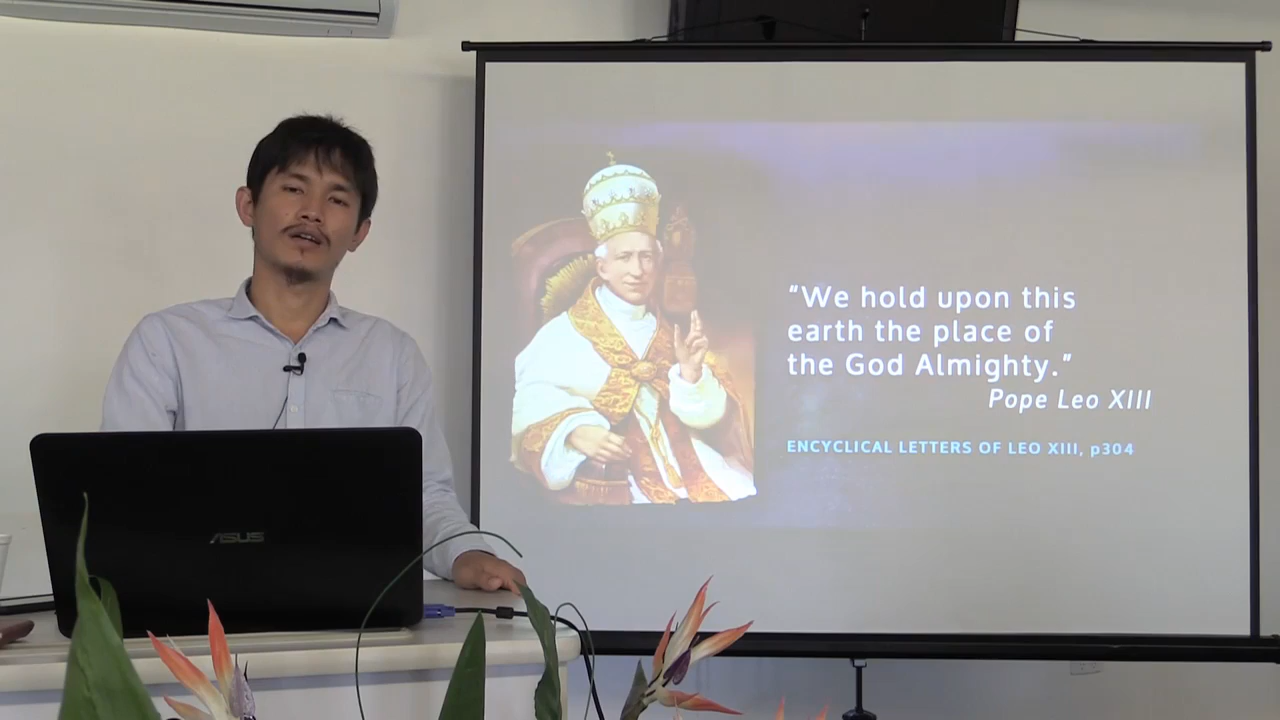 “We hold upon this
earth the place of
the God Almighty.”
Pope Leo XIII
ENCYCLICAL LETTERS OF LEO XIII, p304
ASUS